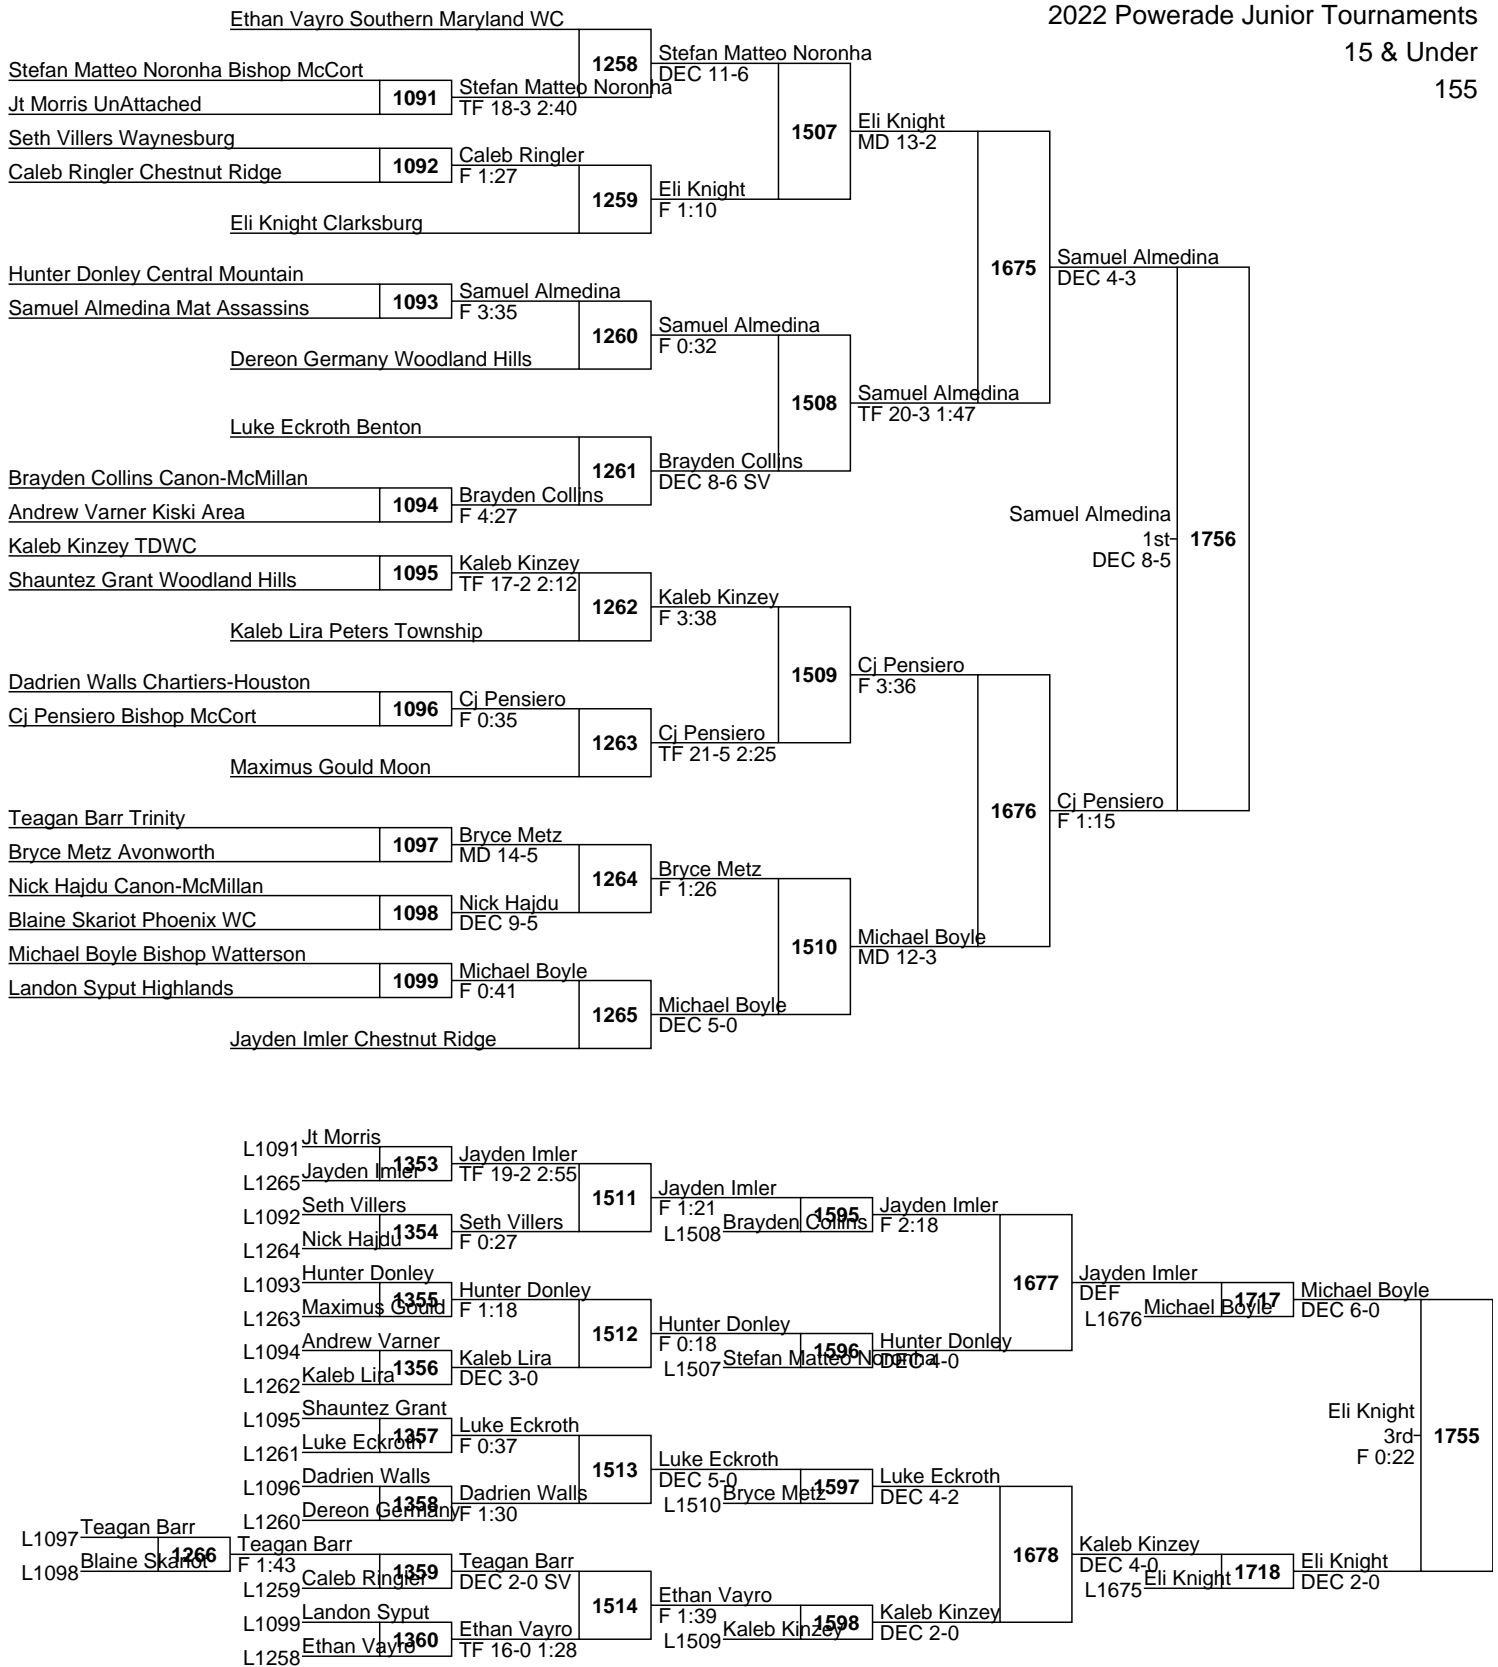 2022 Powerade Junior Tournaments
15 & Under
155
Ethan Vayro Southern Maryland WC
1258
Stefan Matteo Noronha
DEC 11-6
Stefan Matteo Noronha Bishop McCort
Jt Morris UnAttached
1091
Stefan Matteo Noronha
TF 18-3 2:40
1507
Eli Knight
MD 13-2
Seth Villers Waynesburg
Caleb Ringler Chestnut Ridge
1092
Caleb Ringler
F 1:27
1259
Eli Knight
F 1:10
Eli Knight Clarksburg
1675
Samuel Almedina
DEC 4-3
Hunter Donley Central Mountain
Samuel Almedina Mat Assassins
1093
Samuel Almedina
F 3:35
1260
Samuel Almedina
F 0:32
Dereon Germany Woodland Hills
1508
Samuel Almedina
TF 20-3 1:47
Luke Eckroth Benton
1261
Brayden Collins
DEC 8-6 SV
Brayden Collins Canon-McMillan
Andrew Varner Kiski Area
1094
Brayden Collins
F 4:27
Samuel Almedina
1st
DEC 8-5
1756
Kaleb Kinzey TDWC
Shauntez Grant Woodland Hills
1095
Kaleb Kinzey
TF 17-2 2:12
1262
Kaleb Kinzey
F 3:38
Kaleb Lira Peters Township
1509
Cj Pensiero
F 3:36
Dadrien Walls Chartiers-Houston
Cj Pensiero Bishop McCort
1096
Cj Pensiero
F 0:35
1263
Cj Pensiero
TF 21-5 2:25
Maximus Gould Moon
1676
Cj Pensiero
F 1:15
Teagan Barr Trinity
Bryce Metz Avonworth
1097
Bryce Metz
MD 14-5
1264
Bryce Metz
F 1:26
Nick Hajdu Canon-McMillan
Blaine Skariot Phoenix WC
1098
Nick Hajdu
DEC 9-5
1510
Michael Boyle
MD 12-3
Michael Boyle Bishop Watterson
Landon Syput Highlands
1099
Michael Boyle
F 0:41
1265
Michael Boyle
DEC 5-0
Jayden Imler Chestnut Ridge
L1091 Jt Morris
L1265 Jayden Imler
1353
Jayden Imler
TF 19-2 2:55
1511
Jayden Imler
F 1:21
L1092 Seth Villers
L1264 Nick Hajdu
1354
Seth Villers
F 0:27
L1508 Brayden Collins
1595
Jayden Imler
F 2:18
L1093 Hunter Donley
L1263 Maximus Gould
1355
Hunter Donley
F 1:18
1677
Jayden Imler
DEF
L1676 Michael Boyle
1717
Michael Boyle
DEC 6-0
1512
Hunter Donley
F 0:18
L1094 Andrew Varner
L1262 Kaleb Lira
1356
Kaleb Lira
DEC 3-0
L1507 Stefan Matteo Noronha
1596
Hunter Donley
DEC 4-0
L1095 Shauntez Grant
L1261 Luke Eckroth
1357
Luke Eckroth
F 0:37
Eli Knight
3rd
F 0:22
1755
1513
Luke Eckroth
DEC 5-0
L1096 Dadrien Walls
L1260 Dereon Germany
1358
Dadrien Walls
F 1:30
L1510 Bryce Metz
1597
Luke Eckroth
DEC 4-2
L1097 Teagan Barr
L1098 Blaine Skariot
1266
Teagan Barr
F 1:43
L1259 Caleb Ringler
1359
Teagan Barr
DEC 2-0 SV
1678
Kaleb Kinzey
DEC 4-0
L1675 Eli Knight
1718
Eli Knight
DEC 2-0
1514
Ethan Vayro
F 1:39
L1099 Landon Syput
L1258 Ethan Vayro
1360
Ethan Vayro
TF 16-0 1:28
L1509 Kaleb Kinzey
1598
Kaleb Kinzey
DEC 2-0